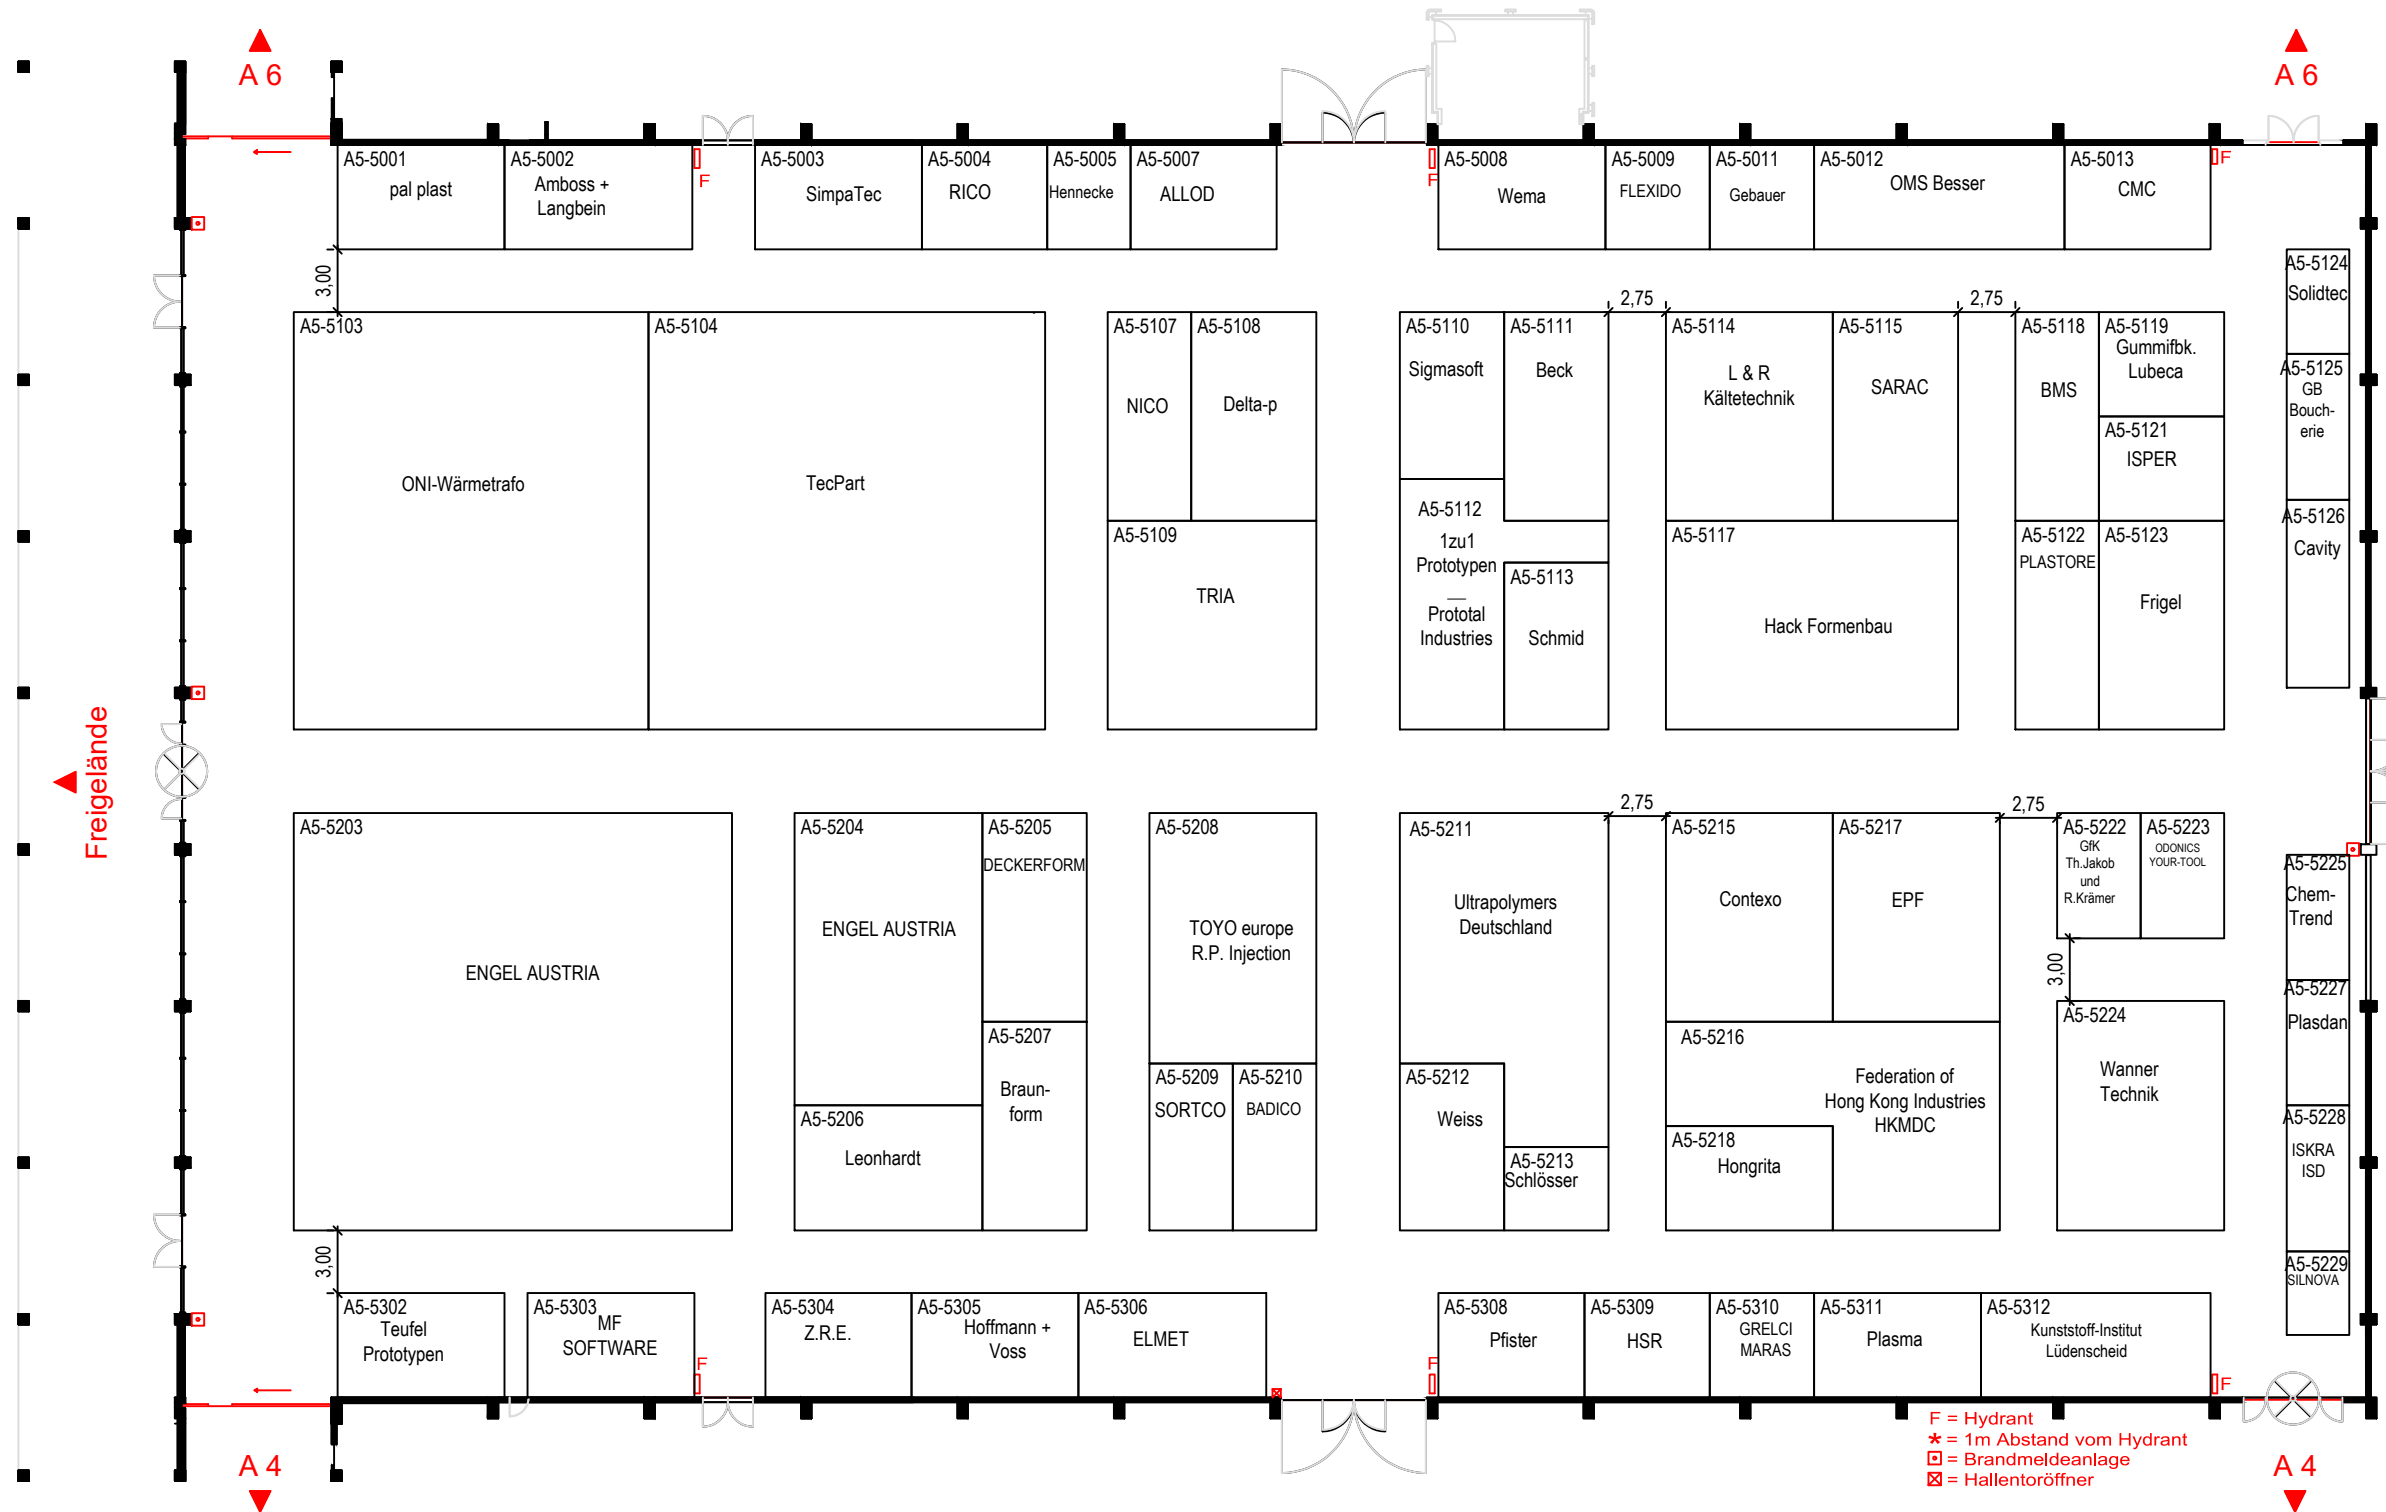 A 6
A 6
A5-5001
pal plast
A5-5002
Amboss +
Langbein
F
A5-5003
SimpaTec
A5-5004
RICO
A5-5005
Hennecke
A5-5007
ALLOD
F
A5-5008
Wema
A5-5009
FLEXIDO
A5-5011
Gebauer
A5-5012
OMS Besser
A5-5013
CMC
F
3,00
A5-5103
ONI-Wärmetrafo
A5-5104
TecPart
A5-5107
NICO
A5-5108
Delta-p
A5-5109
TRIA
A5-5110
Sigmasoft
A5-5111
Beck
A5-5112
1zu1
Prototypen
__
Prototal
Industries
A5-5113
Schmid
2,75
A5-5114
L & R
Kältetechnik
A5-5115
SARAC
A5-5117
Hack Formenbau
2,75
A5-5118
BMS
A5-5119
Gummifbk.
Lubeca
A5-5121
ISPER
A5-5122
PLASTORE
A5-5123
Frigel
A5-5124
Solidtec
A5-5125
GB
Bouch-
erie
A5-5126
Cavity
Freigelände
A5-5203
ENGEL AUSTRIA
A5-5204
ENGEL AUSTRIA
A5-5205
DECKERFORM
A5-5206
Leonhardt
A5-5207
Braun-
form
A5-5208
TOYO europe
R.P. Injection
A5-5209
SORTCO
A5-5210
BADICO
A5-5211
Ultrapolymers
Deutschland
A5-5212
Weiss
A5-5213
Schlösser
2,75
A5-5215
Contexo
A5-5217
EPF
A5-5216
Federation of
Hong Kong Industries
HKMDC
A5-5218
Hongrita
2,75
A5-5222
GfK
Th.Jakob
und
R.Krämer
A5-5223
ODONICS
YOUR-TOOL
3,00
A5-5224
Wanner
Technik
A5-5225
Chem-
Trend
A5-5227
Plasdan
A5-5228
ISKRA
ISD
A5-5229
SILNOVA
3,00
A5-5302
Teufel
Prototypen
A5-5303
MF
SOFTWARE
F
A5-5304
Z.R.E.
A5-5305
Hoffmann +
Voss
A5-5306
ELMET
F
A5-5308
Pfister
A5-5309
HSR
A5-5310
GRELCI
MARAS
A5-5311
Plasma
A5-5312
Kunststoff-Institut
Lüdenscheid
F
F = Hydrant
* = 1m Abstand vom Hydrant
= Brandmeldeanlage
= Hallentoröffner
A 4
A 4